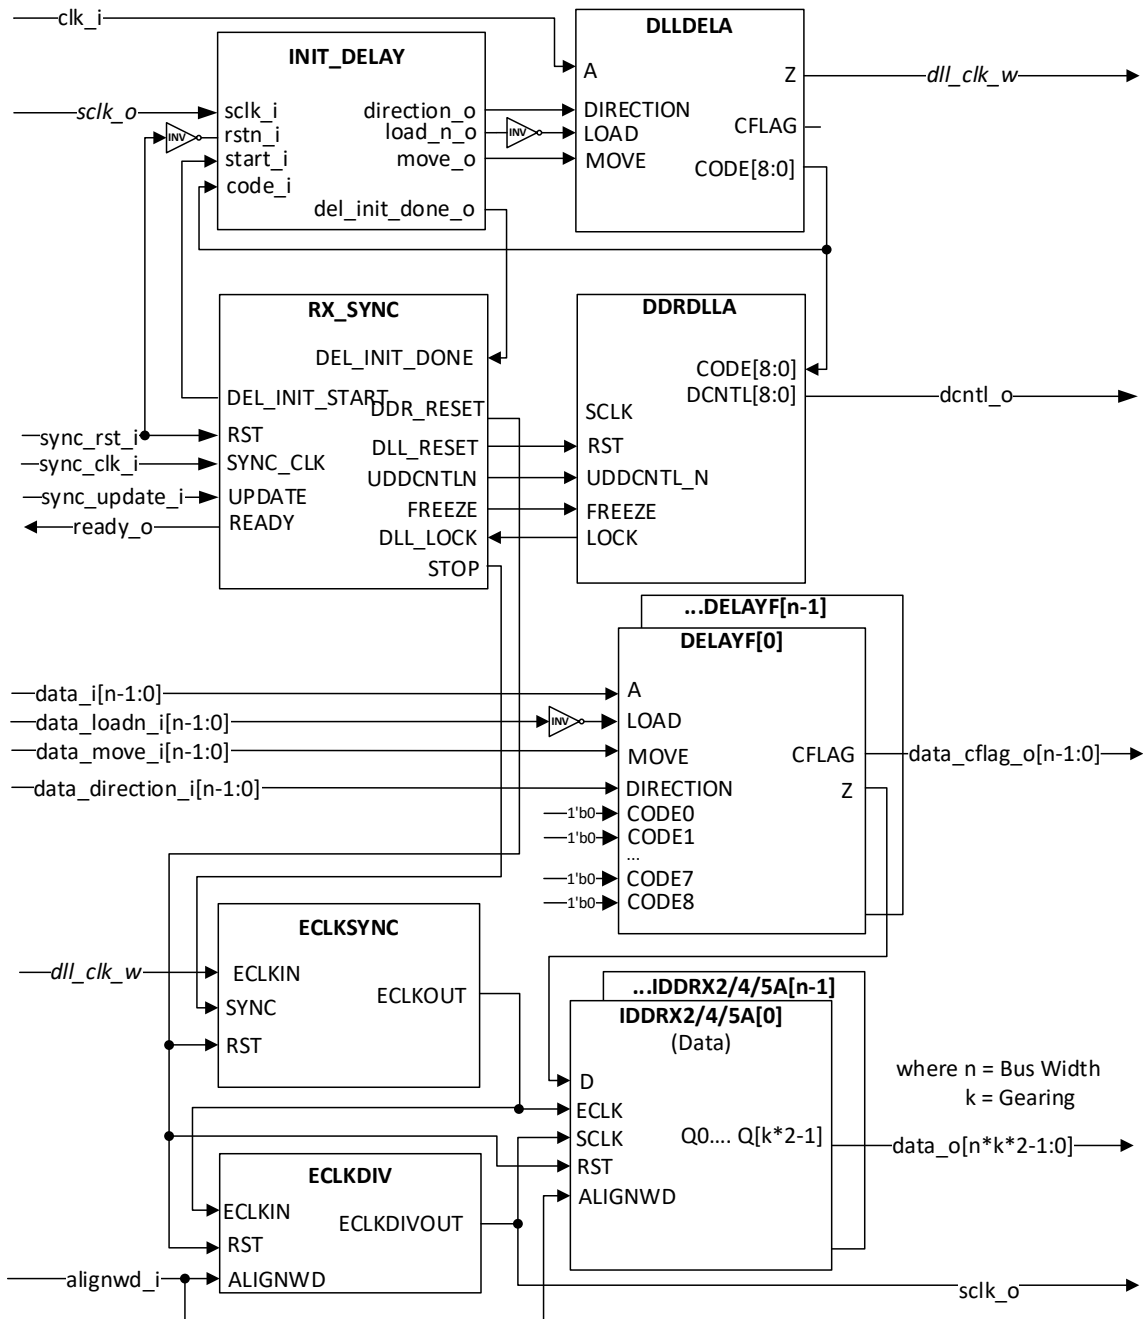 clk_i
DLLDELA
INIT_DELAY
A
Z
dll_clk_w
sclk_o
sclk_i
direction_o
DIRECTION
INV
rstn_i
load_n_o
INV
LOAD
CFLAG
start_i
move_o
MOVE
code_i
CODE[8:0]
del_init_done_o
RX_SYNC
DDRDLLA
DEL_INIT_DONE
CODE[8:0]
DEL_INIT_START
DCNTL[8:0]
dcntl_o
DDR_RESET
SCLK
sync_rst_i
RST
DLL_RESET
RST
sync_clk_i
SYNC_CLK
UDDCNTLN
UDDCNTL_N
sync_update_i
UPDATE
FREEZE
FREEZE
ready_o
READY
DLL_LOCK
LOCK
STOP
...DELAYF[n-1]
DELAYF[0]
data_i[n-1:0]
A
data_loadn_i[n-1:0]
INV
LOAD
data_move_i[n-1:0]
MOVE
CFLAG
data_cflag_o[n-1:0]
data_direction_i[n-1:0]
DIRECTION
Z
1'b0
CODE0
1'b0
CODE1
...
1'b0
CODE7
1'b0
CODE8
ECLKSYNC
dll_clk_w
ECLKIN
ECLKOUT
SYNC
RST
...IDDRX2/4/5A[n-1]
IDDRX2/4/5A[0]
(Data)
where n = Bus Width
k = Gearing
D
ECLK
SCLK
Q0.... Q[k*2-1]
data_o[n*k*2-1:0]
RST
ALIGNWD
ECLKDIV
ECLKIN
ECLKDIVOUT
RST
alignwd_i
ALIGNWD
sclk_o